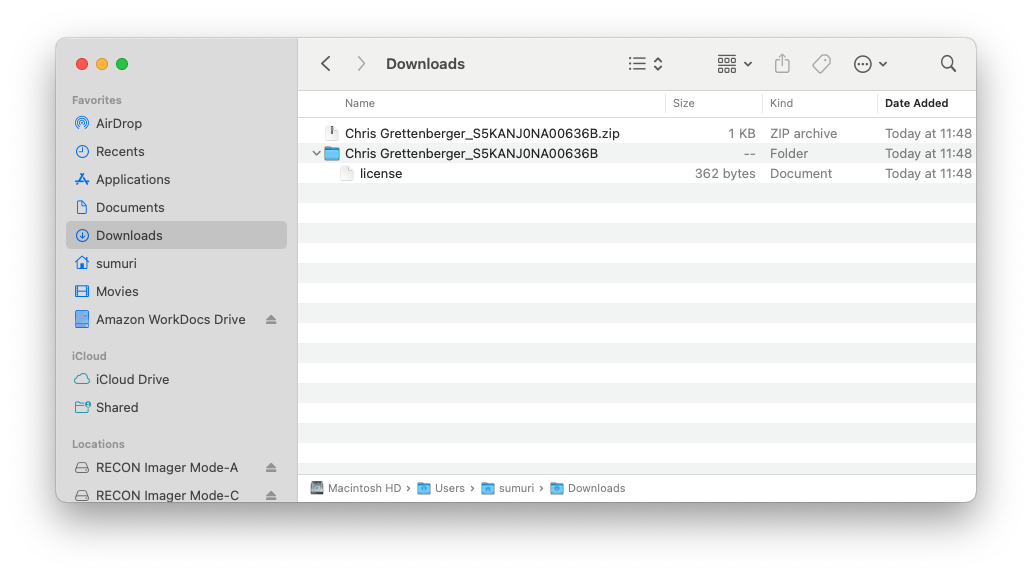 Downloads
Favorites
AirDrop
Recents
Applications
Documents
Downloads
sumuri
Movies
Amazon WorkDocs Drive
iCloud
iCloud Drive
Shared
Locations
RECON Imager Mode-A
RECON Imager Mode-C
Name Size Kind Date Added
Chris Grettenberger_S5KANJ0NA00636B.zip 1 KB ZIP archive Today at 11:48
Chris Grettenberger_S5KANJ0NA00636B -- Folder Today at 11:48
license 362 bytes Document Today at 11:48
Macintosh HD › Users › sumuri › Downloads